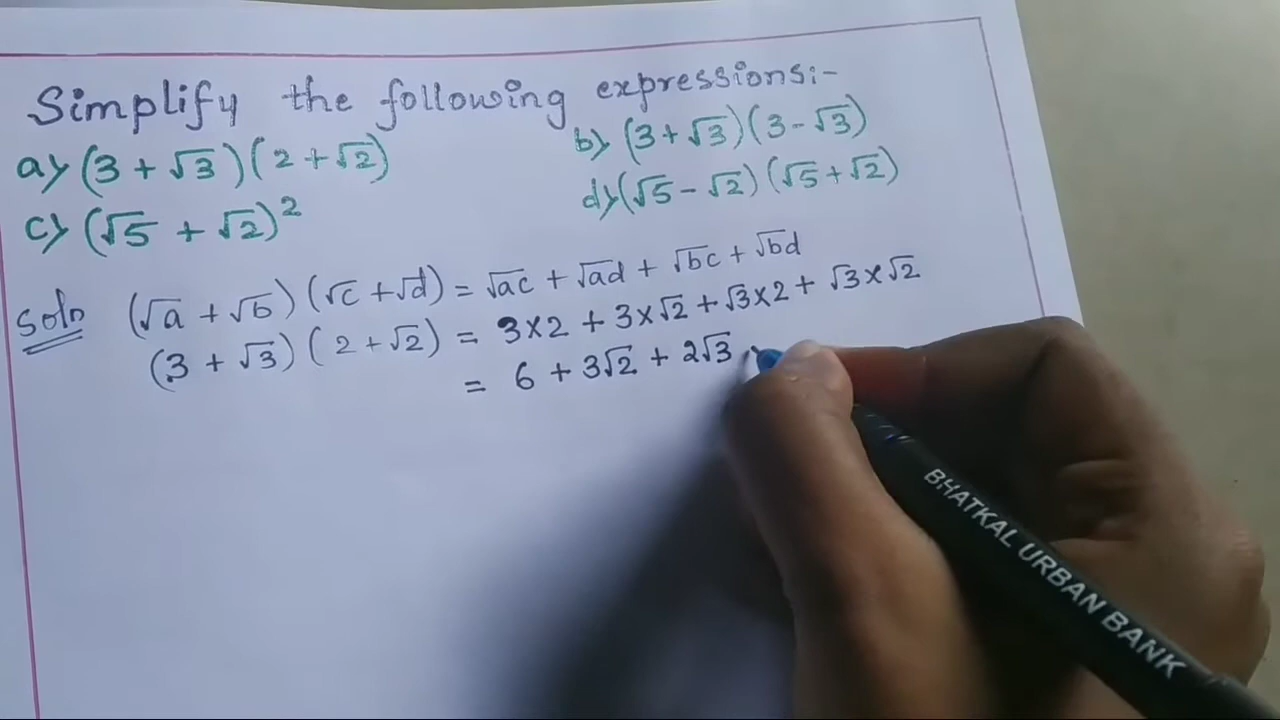 Simplify the following expressions:-
a) (3 + √3)(2 + √2)
b) (3 + √3)(3 - √3)
c) (√5 + √2)²
d) (√5 - √2)(√5 + √2)
Soln (√a + √b)(√c + √d) = √ac + √ad + √bc + √bd
(3 + √3)(2 + √2) = 3×2 + 3×√2 + √3×2 + √3×√2
= 6 + 3√2 + 2√3
BHATKAL URBAN BANK